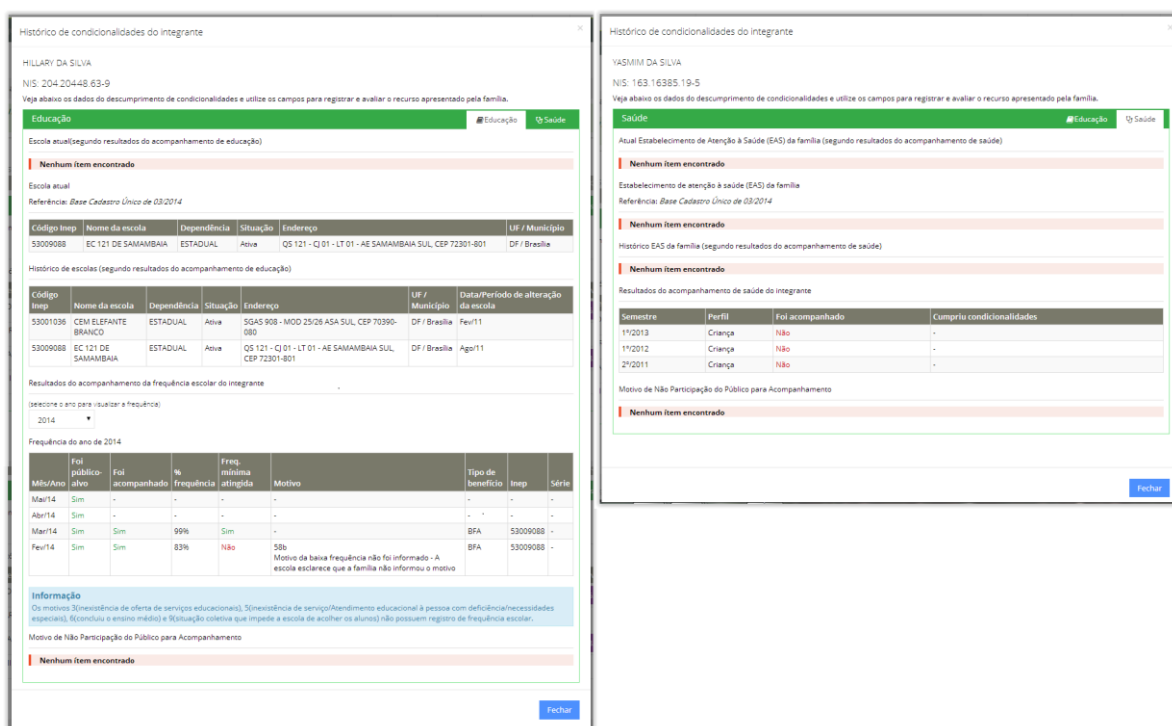 Histórico de condicionalidades do integrante
×
HILLARY DA SILVA
NIS: 204.20448.63-9
Veja abaixo os dados do descumprimento de condicionalidades e utilize os campos para registrar e avaliar o recurso apresentado pela família.
Educação Educação Saúde
Escola atual(segundo resultados do acompanhamento de educação)
Nenhum ítem encontrado
Escola atual
Referência: Base Cadastro Único de 03/2014
Código Inep Nome da escola Dependência Situação Endereço UF / Município
53009088 EC 121 DE SAMAMBAIA ESTADUAL Ativa QS 121 - CJ 01 - LT 01 - AE SAMAMBAIA SUL, CEP 72301-801 DF / Brasília
Histórico de escolas (segundo resultados do acompanhamento de educação)
Código UF / Data/Período de alteração
Inep Nome da escola Dependência Situação Endereço Município da escola
53001036 CEM ELEFANTE ESTADUAL Ativa SGAS 908 - MOD 25/26 ASA SUL, CEP 70390- DF / Brasília Fev/11
BRANCO 080
53009088 EC 121 DE ESTADUAL Ativa QS 121 - CJ 01 - LT 01 - AE SAMAMBAIA SUL, DF / Brasília Ago/11
SAMAMBAIA CEP 72301-801
Resultados do acompanhamento da frequência escolar do integrante
(selecione o ano para visualizar a frequência)
2014
Frequência do ano de 2014
Foi Freq.
público- Foi % mínima Tipo de
Mês/Ano alvo acompanhado frequência atingida Motivo benefício Inep Série
Mai/14 Sim - - - - - - -
Abr/14 Sim - - - - - - -
Mar/14 Sim Sim 99% Sim - BFA 53009088 -
Fev/14 Sim Sim 83% Não 58b BFA 53009088 -
Motivo da baixa frequência não foi informado - A
escola esclarece que a família não informou o motivo
Informação
Os motivos 3(inexistência de oferta de serviços educacionais), 5(inexistência de serviço/Atendimento educacional à pessoa com deficiência/necessidades
especiais), 6(concluiu o ensino médio) e 9(situação coletiva que impede a escola de acolher os alunos) não possuem registro de frequência escolar.
Motivo de Não Participação do Público para Acompanhamento
Nenhum ítem encontrado
Fechar
Histórico de condicionalidades do integrante
×
YASMIM DA SILVA
NIS: 163.16385.19-5
Veja abaixo os dados do descumprimento de condicionalidades e utilize os campos para registrar e avaliar o recurso apresentado pela família.
Saúde Educação Saúde
Atual Estabelecimento de Atenção à Saúde (EAS) da família (segundo resultados do acompanhamento de saúde)
Nenhum ítem encontrado
Estabelecimento de atenção à saúde (EAS) da família
Referência: Base Cadastro Único de 03/2014
Nenhum ítem encontrado
Histórico EAS da família (segundo resultados do acompanhamento de saúde)
Nenhum ítem encontrado
Resultados do acompanhamento de saúde do integrante
Semestre Perfil Foi acompanhado Cumpriu condicionalidades
1º/2013 Criança Não -
1º/2012 Criança Não -
2º/2011 Criança Não -
Motivo de Não Participação do Público para Acompanhamento
Nenhum ítem encontrado
Fechar